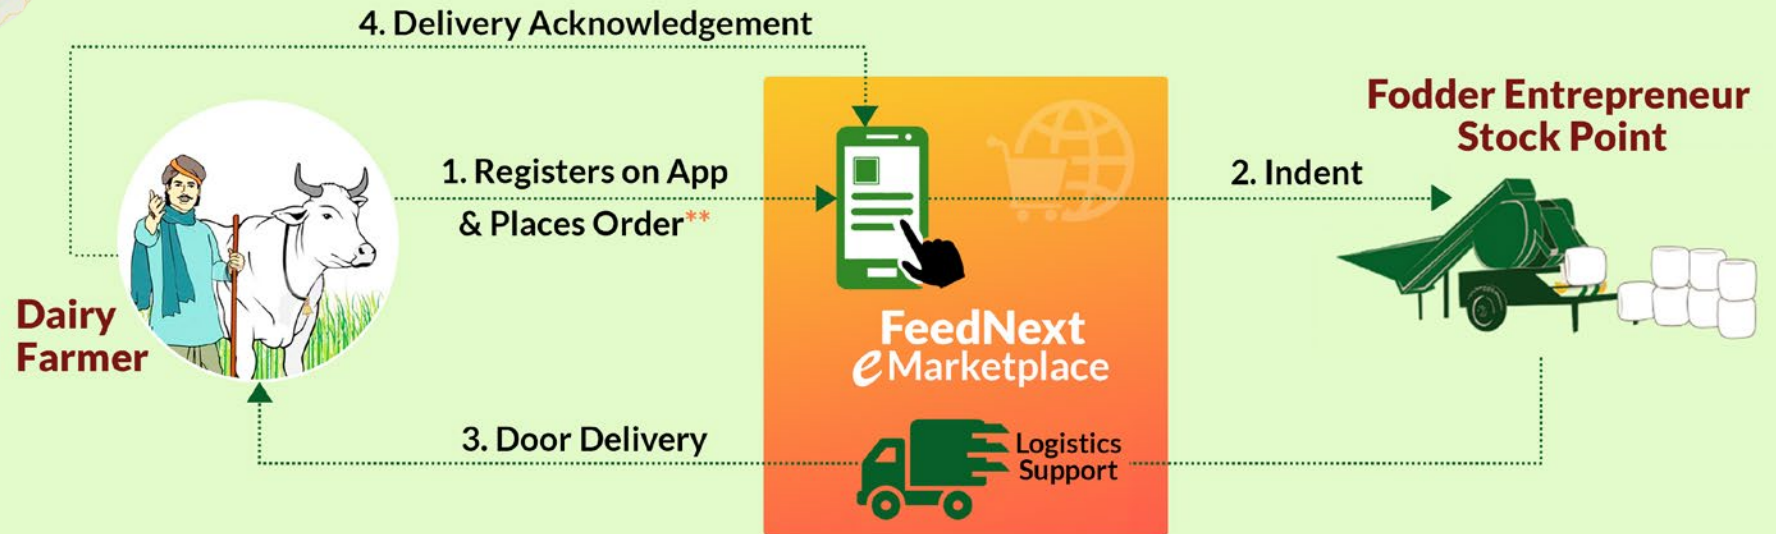 4. Delivery Acknowledgement
Fodder Entrepreneur
Stock Point
1. Registers on App
& Places Order**
2. Indent
Dairy
Farmer
FeedNext
eMarketplace
3. Door Delivery
Logistics
Support